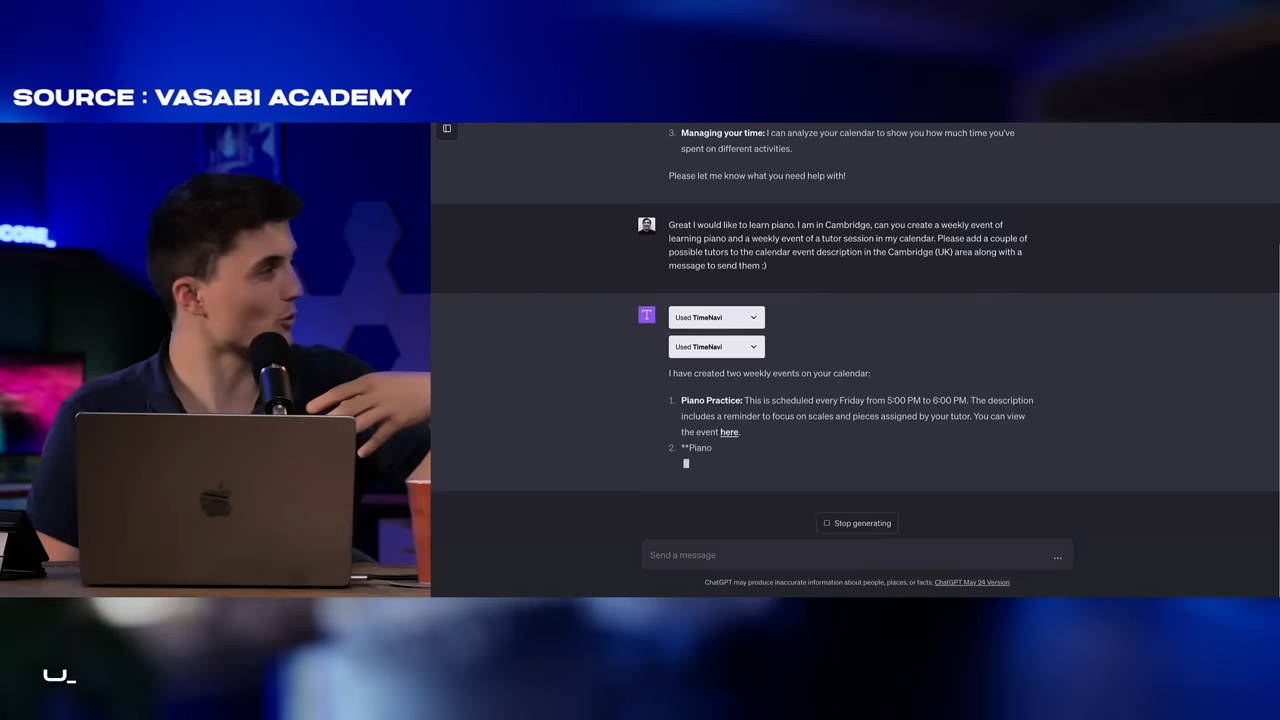 SOURCE : VASABI ACADEMY
CORE_
3. Managing your time: I can analyze your calendar to show you how much time you've
spent on different activities.
Please let me know what you need help with!
Great I would like to learn piano. I am in Cambridge, can you create a weekly event of
learning piano and a weekly event of a tutor session in my calendar. Please add a couple of
possible tutors to the calendar event description in the Cambridge (UK) area along with a
message to send them :)
T
Used TimeNavi
Used TimeNavi
I have created two weekly events on your calendar:
1. Piano Practice: This is scheduled every Friday from 5:00 PM to 6:00 PM. The description
includes a reminder to focus on scales and pieces assigned by your tutor. You can view
the event here.
2. **Piano
Stop generating
Send a message
...
ChatGPT may produce inaccurate information about people, places, or facts. ChatGPT May 24 Version
U_